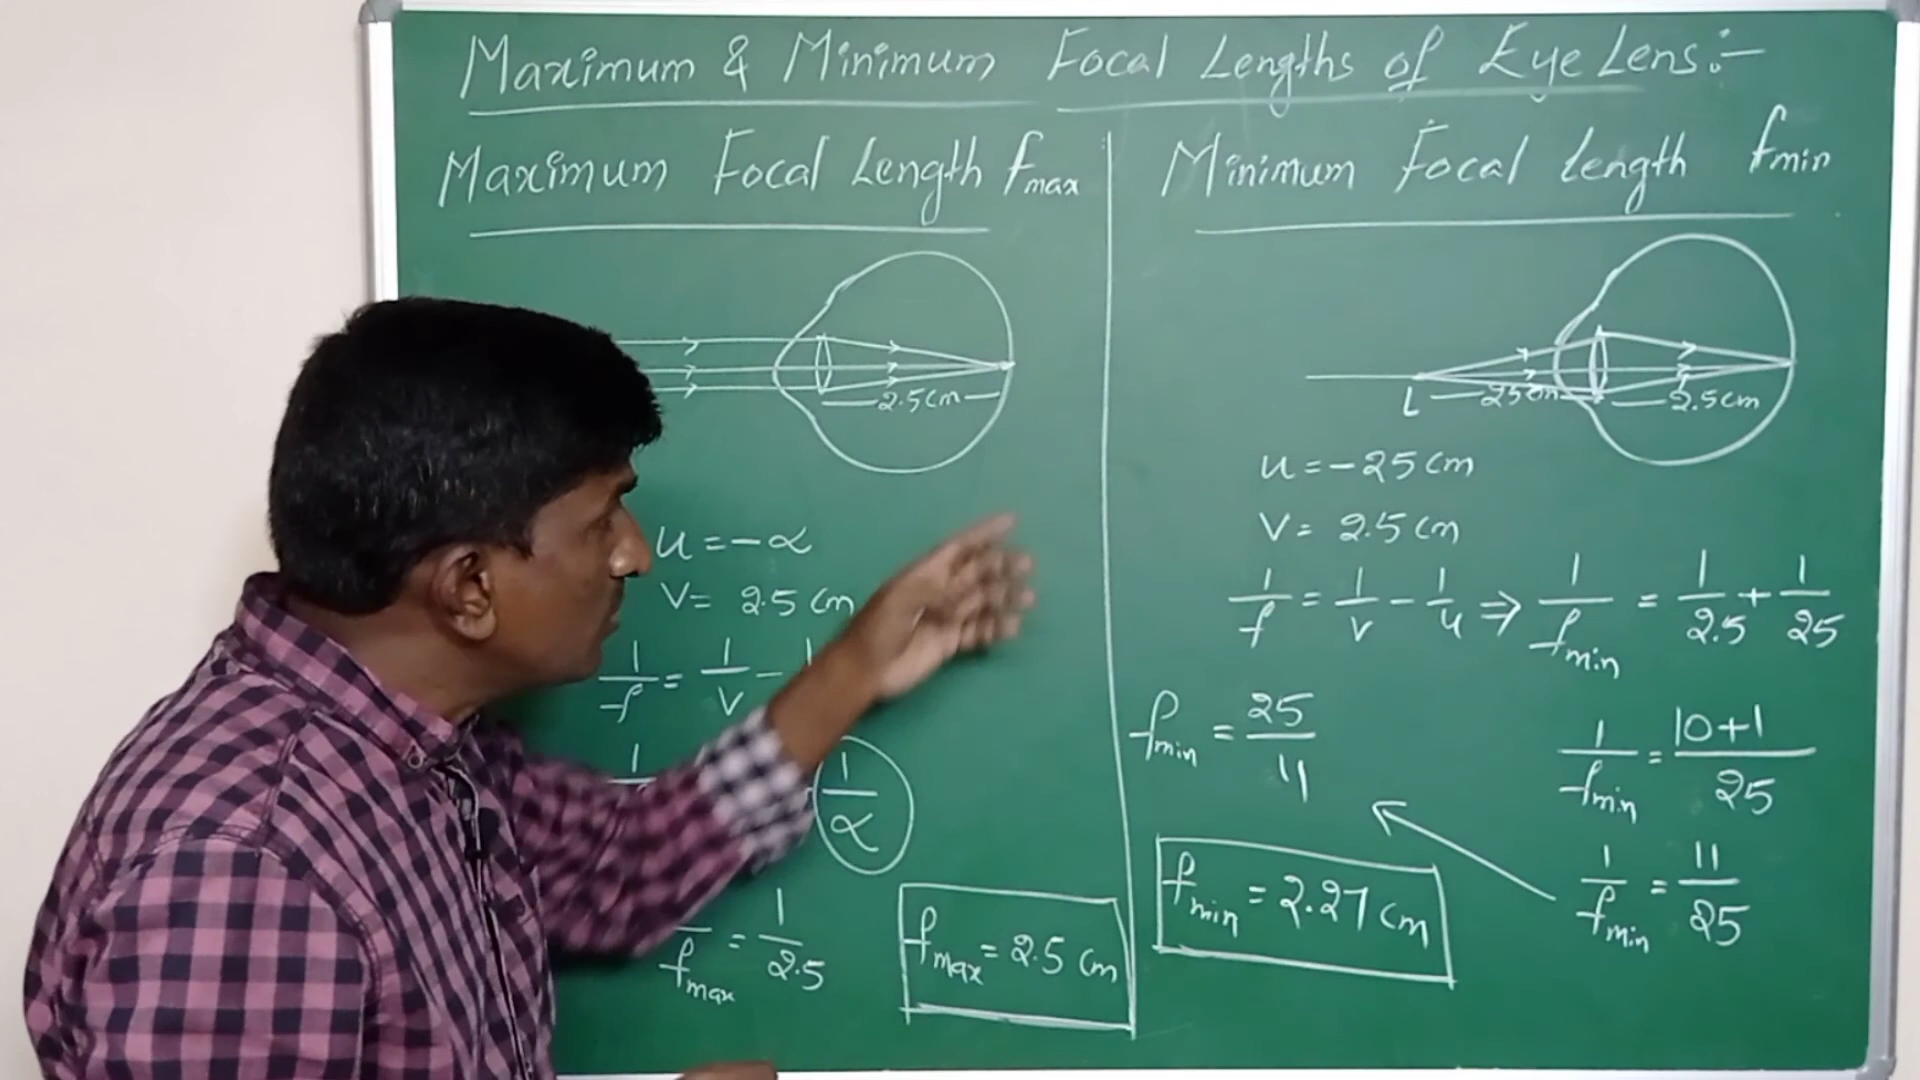 Maximum & Minimum Focal Lengths of Eye Lens:-
Maximum Focal Length fmax
2.5cm
u = - α
V = 2.5 cm
1/f = 1/v - 1
1
1/α
1/fmax = 1/2.5
fmax = 2.5 cm
Minimum Focal Length fmin
L 25cm 2.5cm
u = - 25 cm
V = 2.5 cm
1/f = 1/v - 1/u ⇒ 1/fmin = 1/2.5 + 1/25
1/fmin = 10+1/25
1/fmin = 11/25
fmin = 25/11
fmin = 2.27 cm